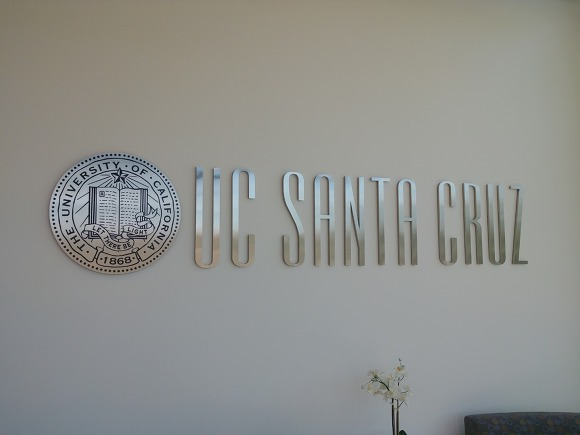 THE UNIVERSITY OF CALIFORNIA
LET THERE BE LIGHT
1868
UC SANTA CRUZ